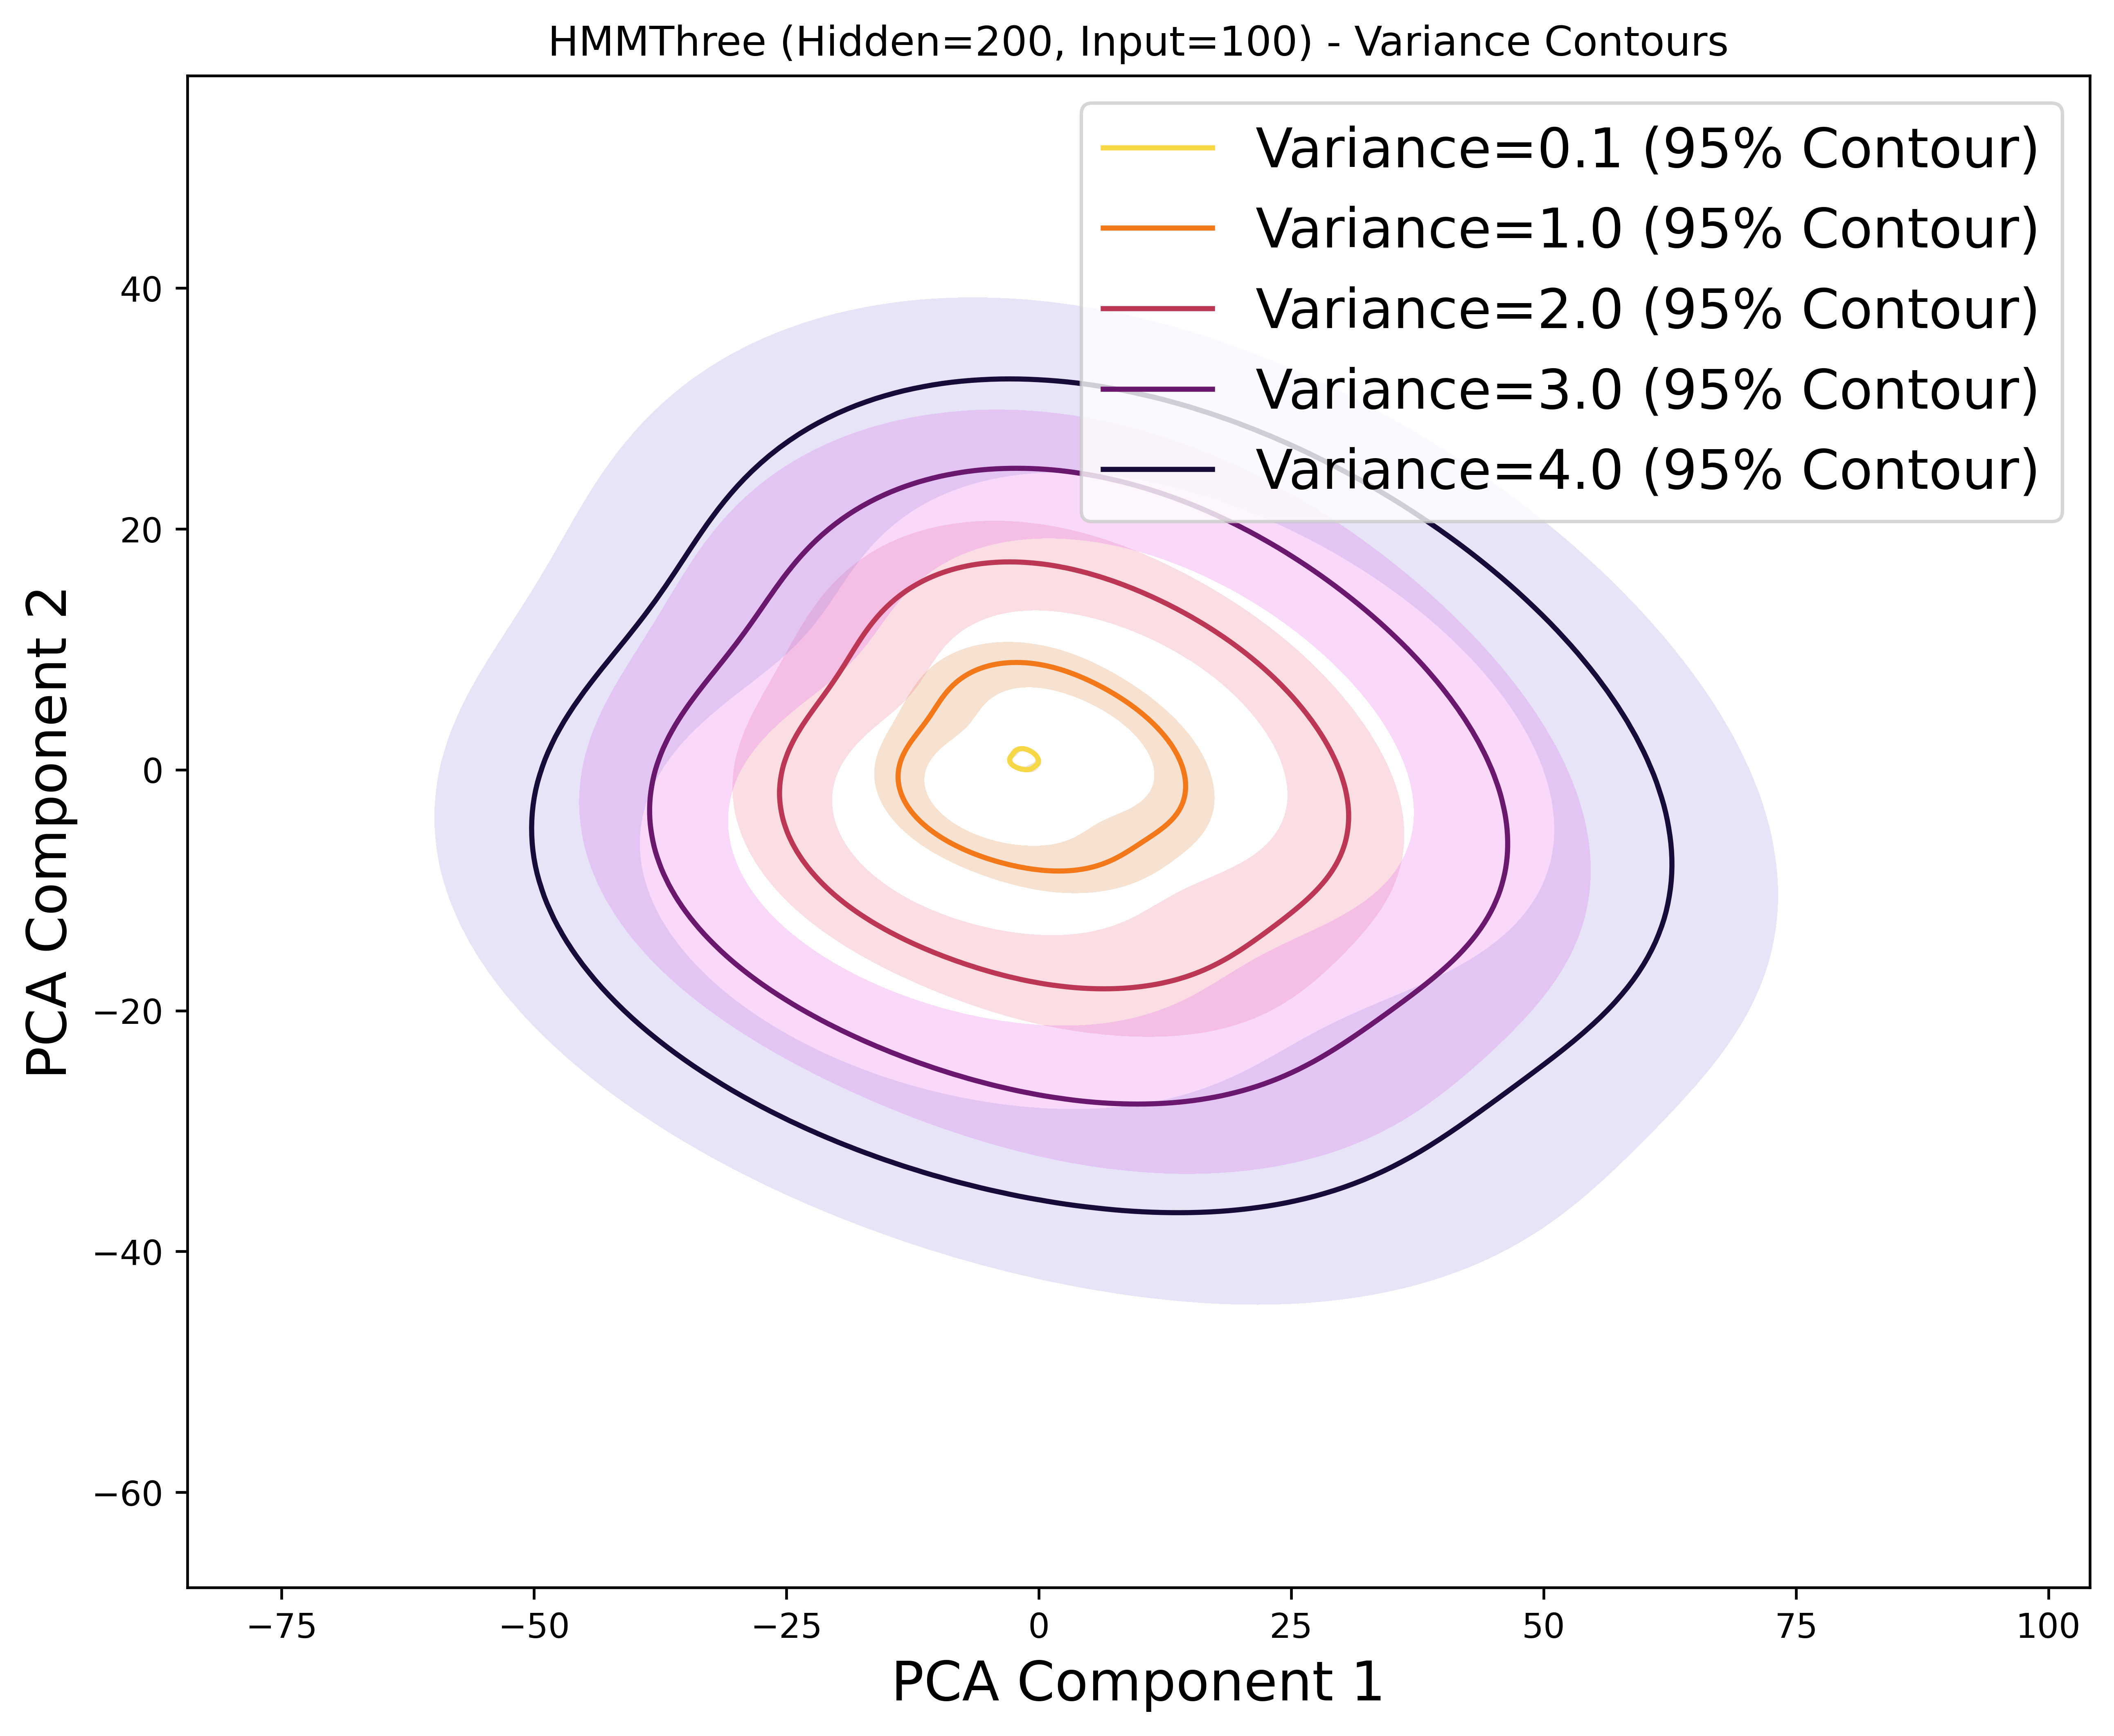 HMMThree (Hidden=200, Input=100) - Variance Contours
Variance=0.1 (95% Contour)
Variance=1.0 (95% Contour)
Variance=2.0 (95% Contour)
Variance=3.0 (95% Contour)
Variance=4.0 (95% Contour)
PCA Component 2
40
20
0
−20
−40
−60
−75
−50
−25
0
25
50
75
100
PCA Component 1